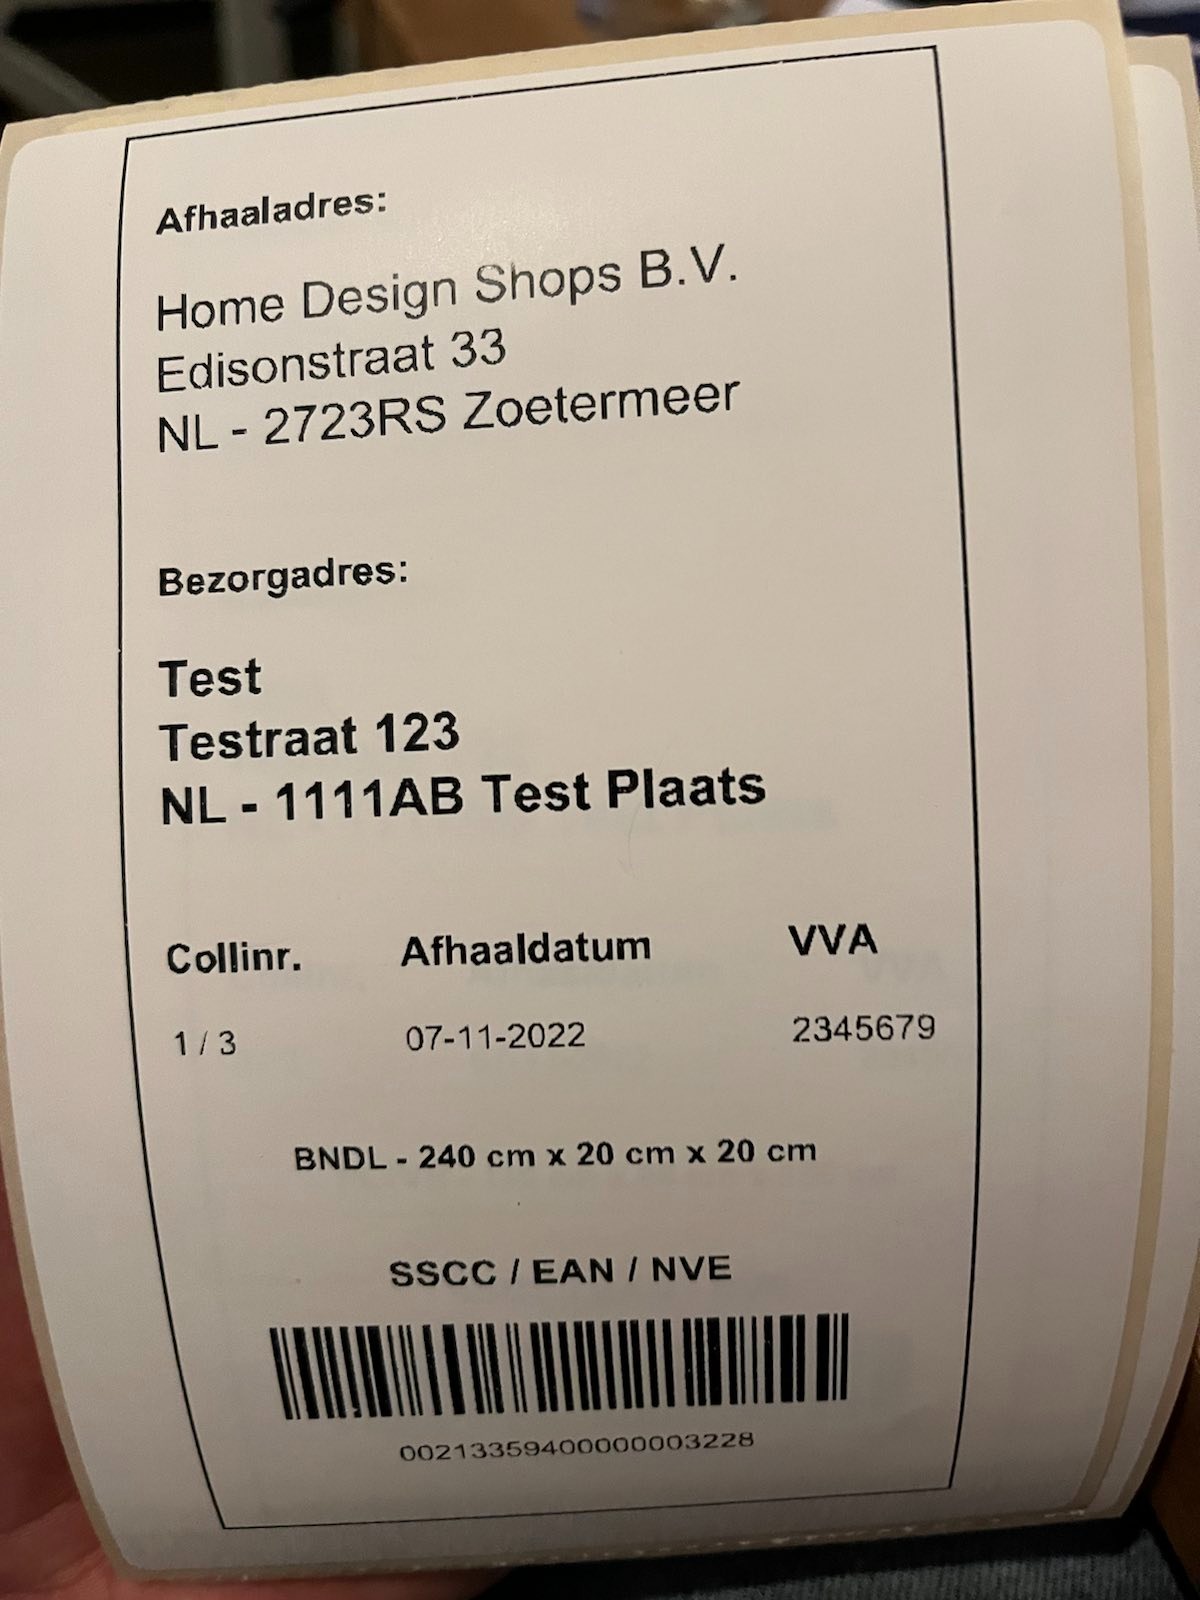 Afhaaladres:
Home Design Shops B.V.
Edisonstraat 33
NL - 2723RS Zoetermeer
Bezorgadres:
Test
Testraat 123
NL - 1111AB Test Plaats
Collinr. Afhaaldatum VVA
1 / 3 07-11-2022 2345679
BNDL - 240 cm x 20 cm x 20 cm
SSCC / EAN / NVE
00213359400000003228